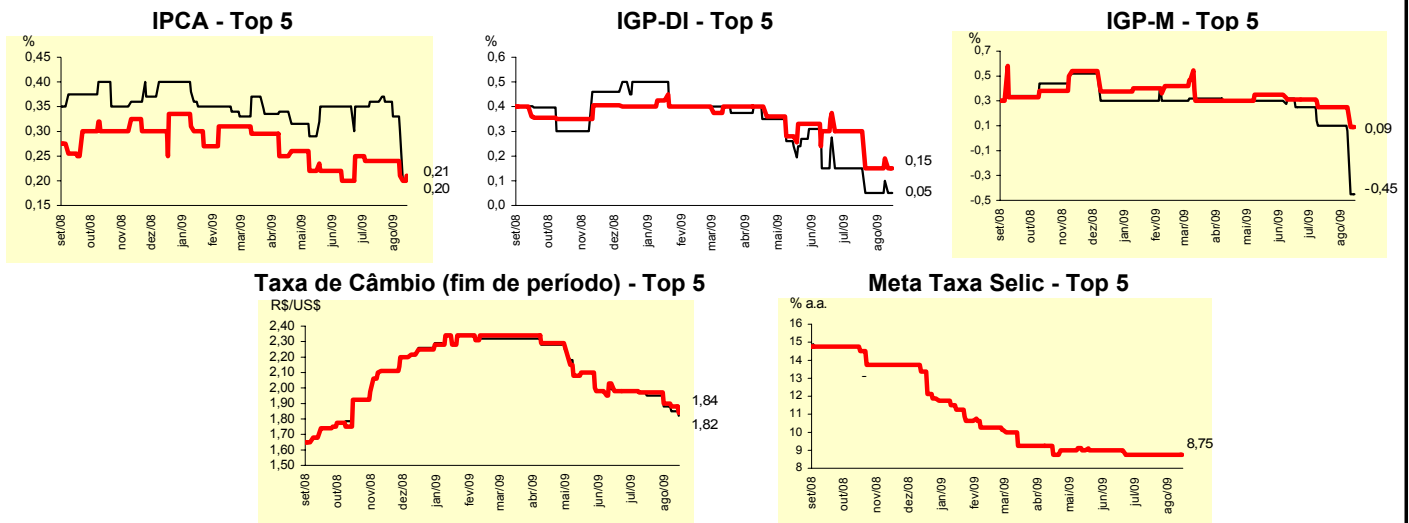 IPCA - Top 5
%
0,45
0,40
0,35
0,30
0,25
0,20
0,15
0,21
0,20
set/08
out/08
nov/08
dez/08
jan/09
fev/09
mar/09
abr/09
mai/09
jun/09
jul/09
ago/09
IGP-DI - Top 5
%
0,6
0,5
0,4
0,3
0,2
0,1
0,0
0,15
0,05
set/08
out/08
nov/08
dez/08
jan/09
fev/09
mar/09
abr/09
mai/09
jun/09
jul/09
ago/09
IGP-M - Top 5
%
0,7
0,5
0,3
0,1
-0,1
-0,3
-0,5
0,09
-0,45
set/08
out/08
nov/08
dez/08
jan/09
fev/09
mar/09
abr/09
mai/09
jun/09
jul/09
ago/09
Taxa de Câmbio (fim de período) - Top 5
R$/US$
2,40
2,30
2,20
2,10
2,00
1,90
1,80
1,70
1,60
1,50
1,84
1,82
set/08
out/08
nov/08
dez/08
jan/09
fev/09
mar/09
abr/09
mai/09
jun/09
jul/09
ago/09
Meta Taxa Selic - Top 5
% a.a.
16
15
14
13
12
11
10
9
8
-
8,75
set/08
out/08
nov/08
dez/08
jan/09
fev/09
mar/09
abr/09
mai/09
jun/09
jul/09
ago/09